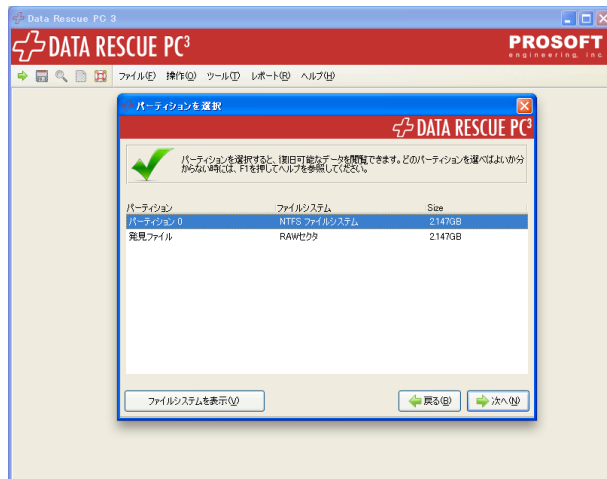 Data Rescue PC 3
DATA RESCUE PC³
PROSOFT
engineering, inc
ファイル(F) 操作(O) ツール(T) レポート(R) ヘルプ(H)
パーティションを選択
DATA RESCUE PC³
パーティションを選択すると、復旧可能なデータを閲覧できます。どのパーティションを選べばよいか分
からない時には、F1を押してヘルプを参照してください。
パーティション ファイルシステム Size
パーティション 0 NTFS ファイルシステム 2.147GB
発見ファイル RAWセクタ 2.147GB
ファイルシステムを表示(V) 戻る(B) 次へ(N)